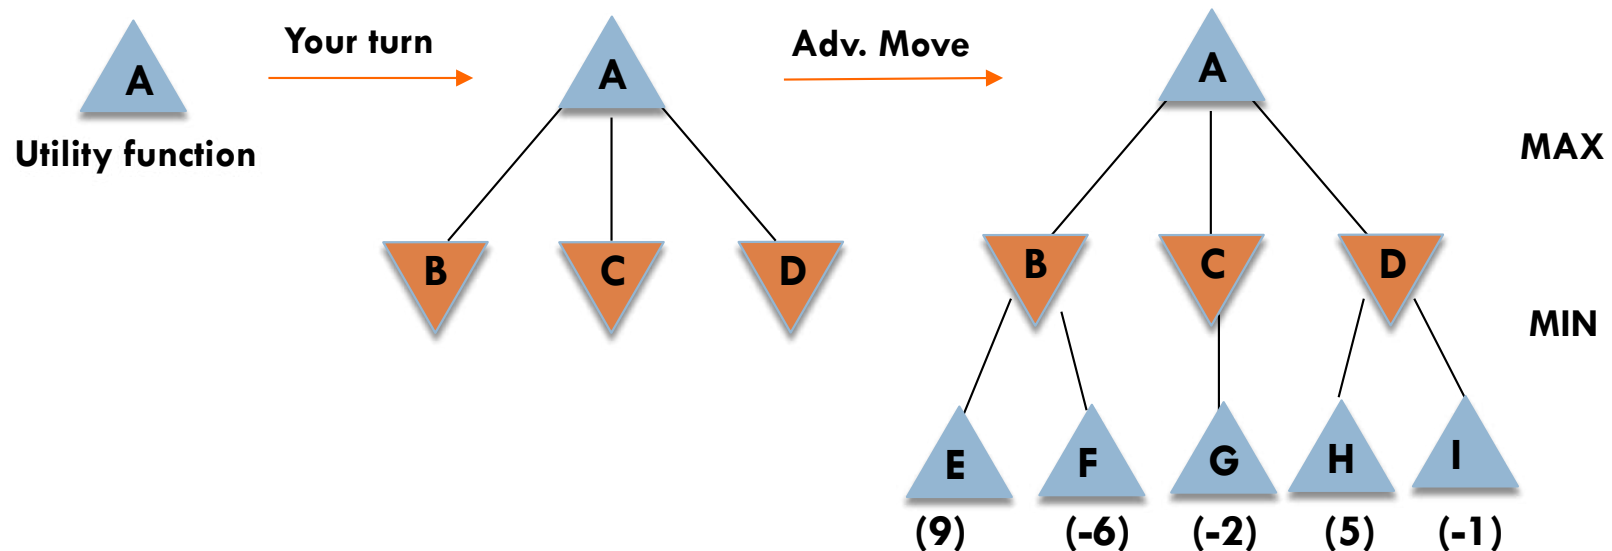 A
Utility function
Your turn
A
B C D
Adv. Move
A
MAX
B C D
MIN
E F G H I
(9) (-6) (-2) (5) (-1)